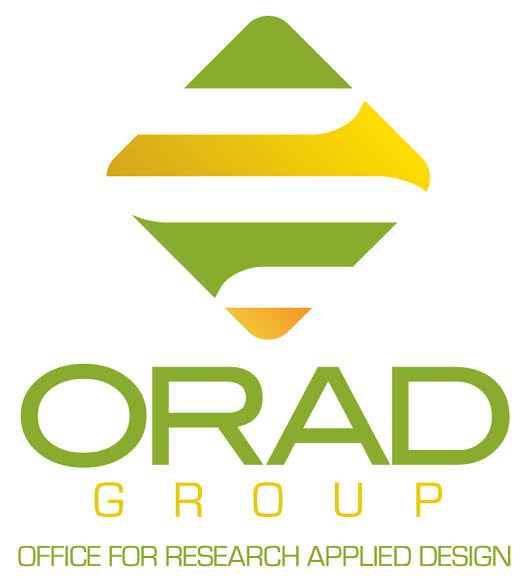 ORAD
GROUP
OFFICE FOR RESEARCH APPLIED DESIGN